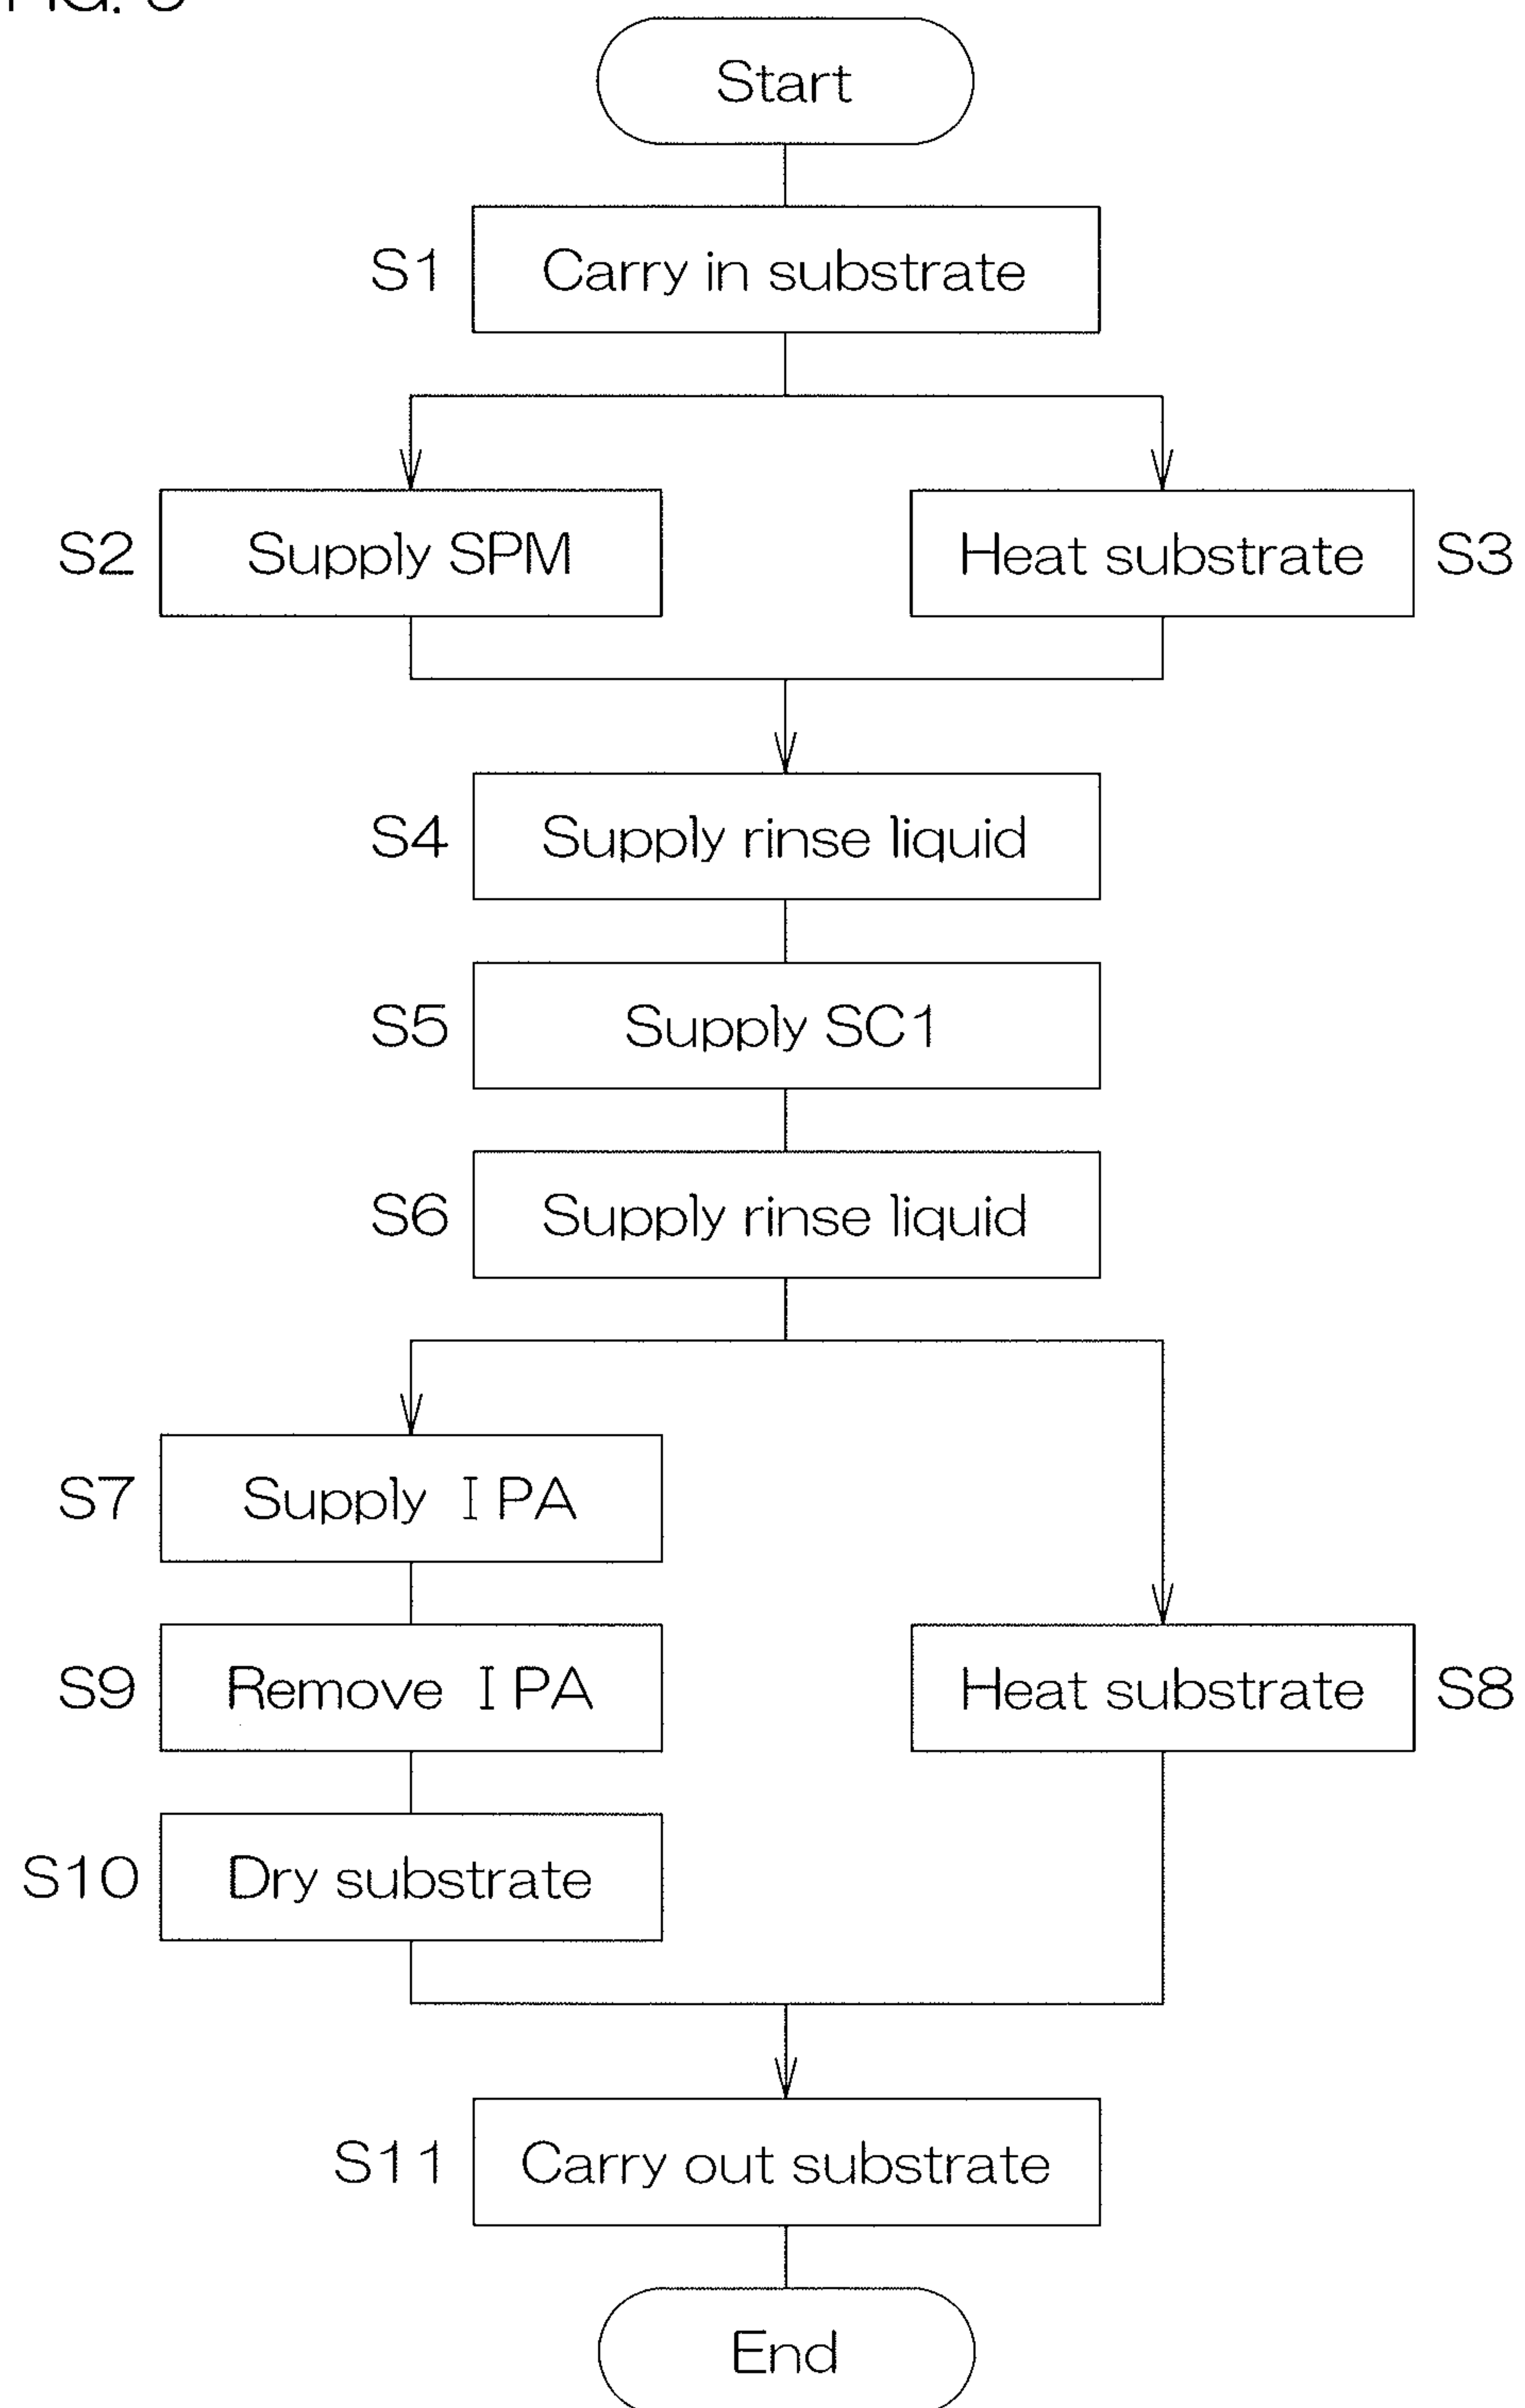 Start
S1 Carry in substrate
S2 Supply SPM Heat substrate S3
S4 Supply rinse liquid
S5 Supply SC1
S6 Supply rinse liquid
S7 Supply IPA
S9 Remove IPA Heat substrate S8
S10 Dry substrate
S11 Carry out substrate
End